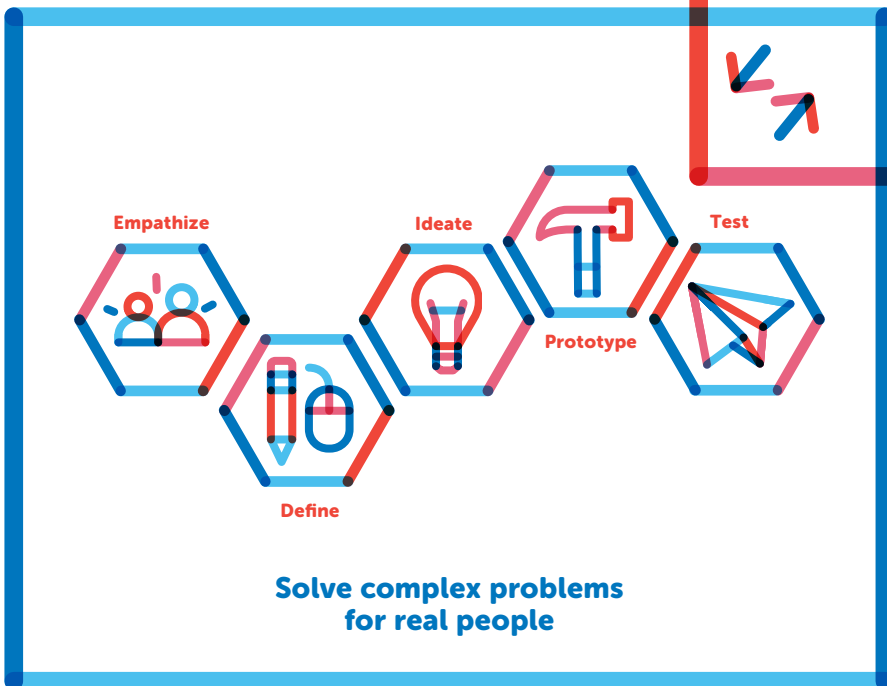 Empathize
Define
Ideate
Prototype
Test
Solve complex problems
for real people